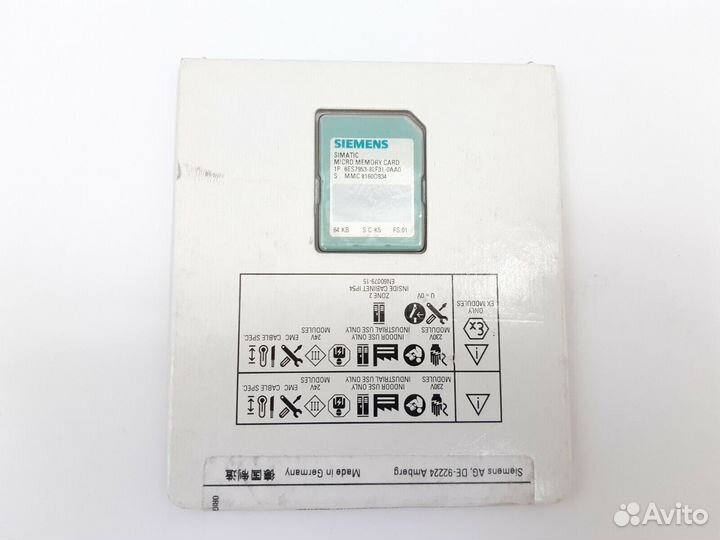 SIEMENS
SIMATIC
MICRO MEMORY CARD
1P 6ES7953-8LF31-0AA0
S MMC 8160C934
64 KB S C-K5 FS:01
Siemens AG, DE-92224 Amberg Made in Germany 德国制造
230V MODULES INDUSTRIAL USE ONLY INDOOR USE ONLY 24V MODULES EMC CABLE SPEC.
230V MODULES INDUSTRIAL USE ONLY INDOOR USE ONLY 24V MODULES EMC CABLE SPEC.
Ex
EX MODULES ONLY
U = 0V
ZONE 2
INSIDE CABINET IP54
EN60079-15
Avito